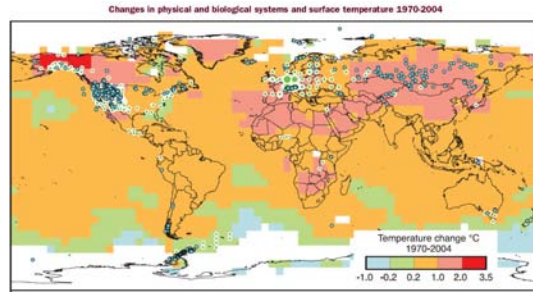 Changes in physical and biological systems and surface temperature 1970-2004
Temperature change °C
1970-2004
-1.0 -0.2 0.2 1.0 2.0 3.5